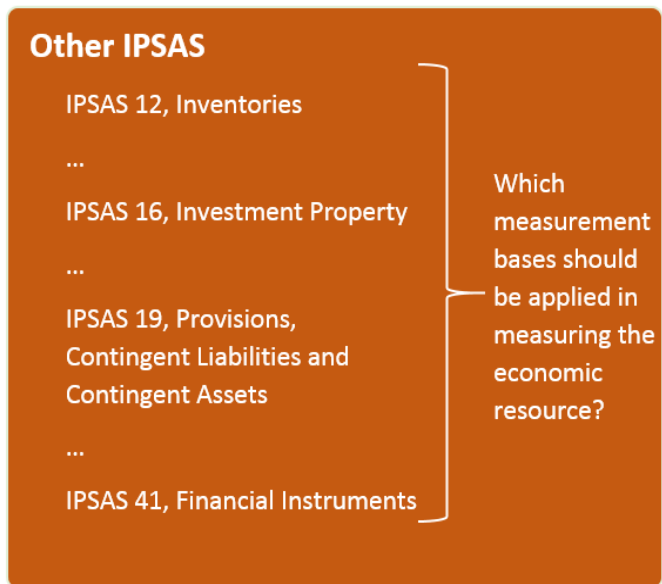 Other IPSAS
IPSAS 12, Inventories
...
IPSAS 16, Investment Property
...
IPSAS 19, Provisions,
Contingent Liabilities and
Contingent Assets
...
IPSAS 41, Financial Instruments
Which
measurement
bases should
be applied in
measuring the
economic
resource?